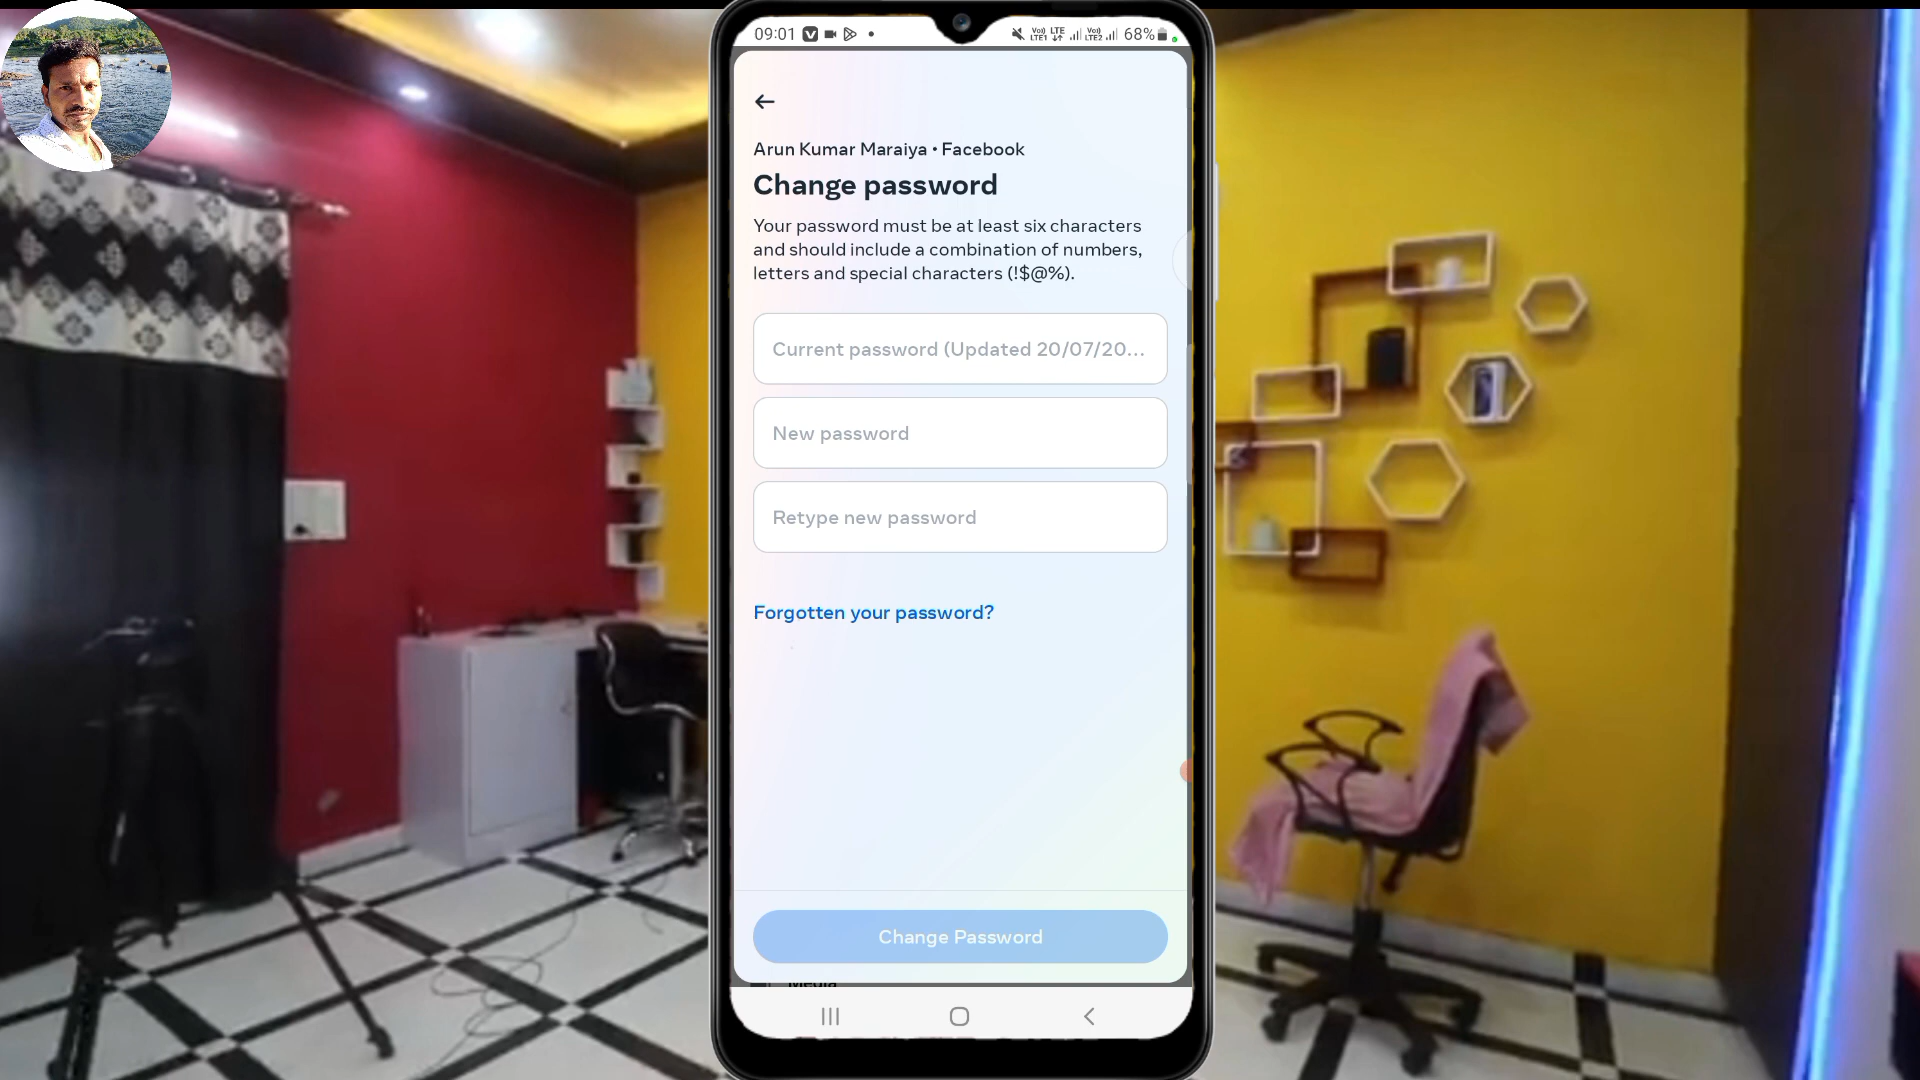 09:01 68%
Arun Kumar Maraiya • Facebook
Change password
Your password must be at least six characters
and should include a combination of numbers,
letters and special characters (!$@%).
Current password (Updated 20/07/20...
New password
Retype new password
Forgotten your password?
Change Password
Media